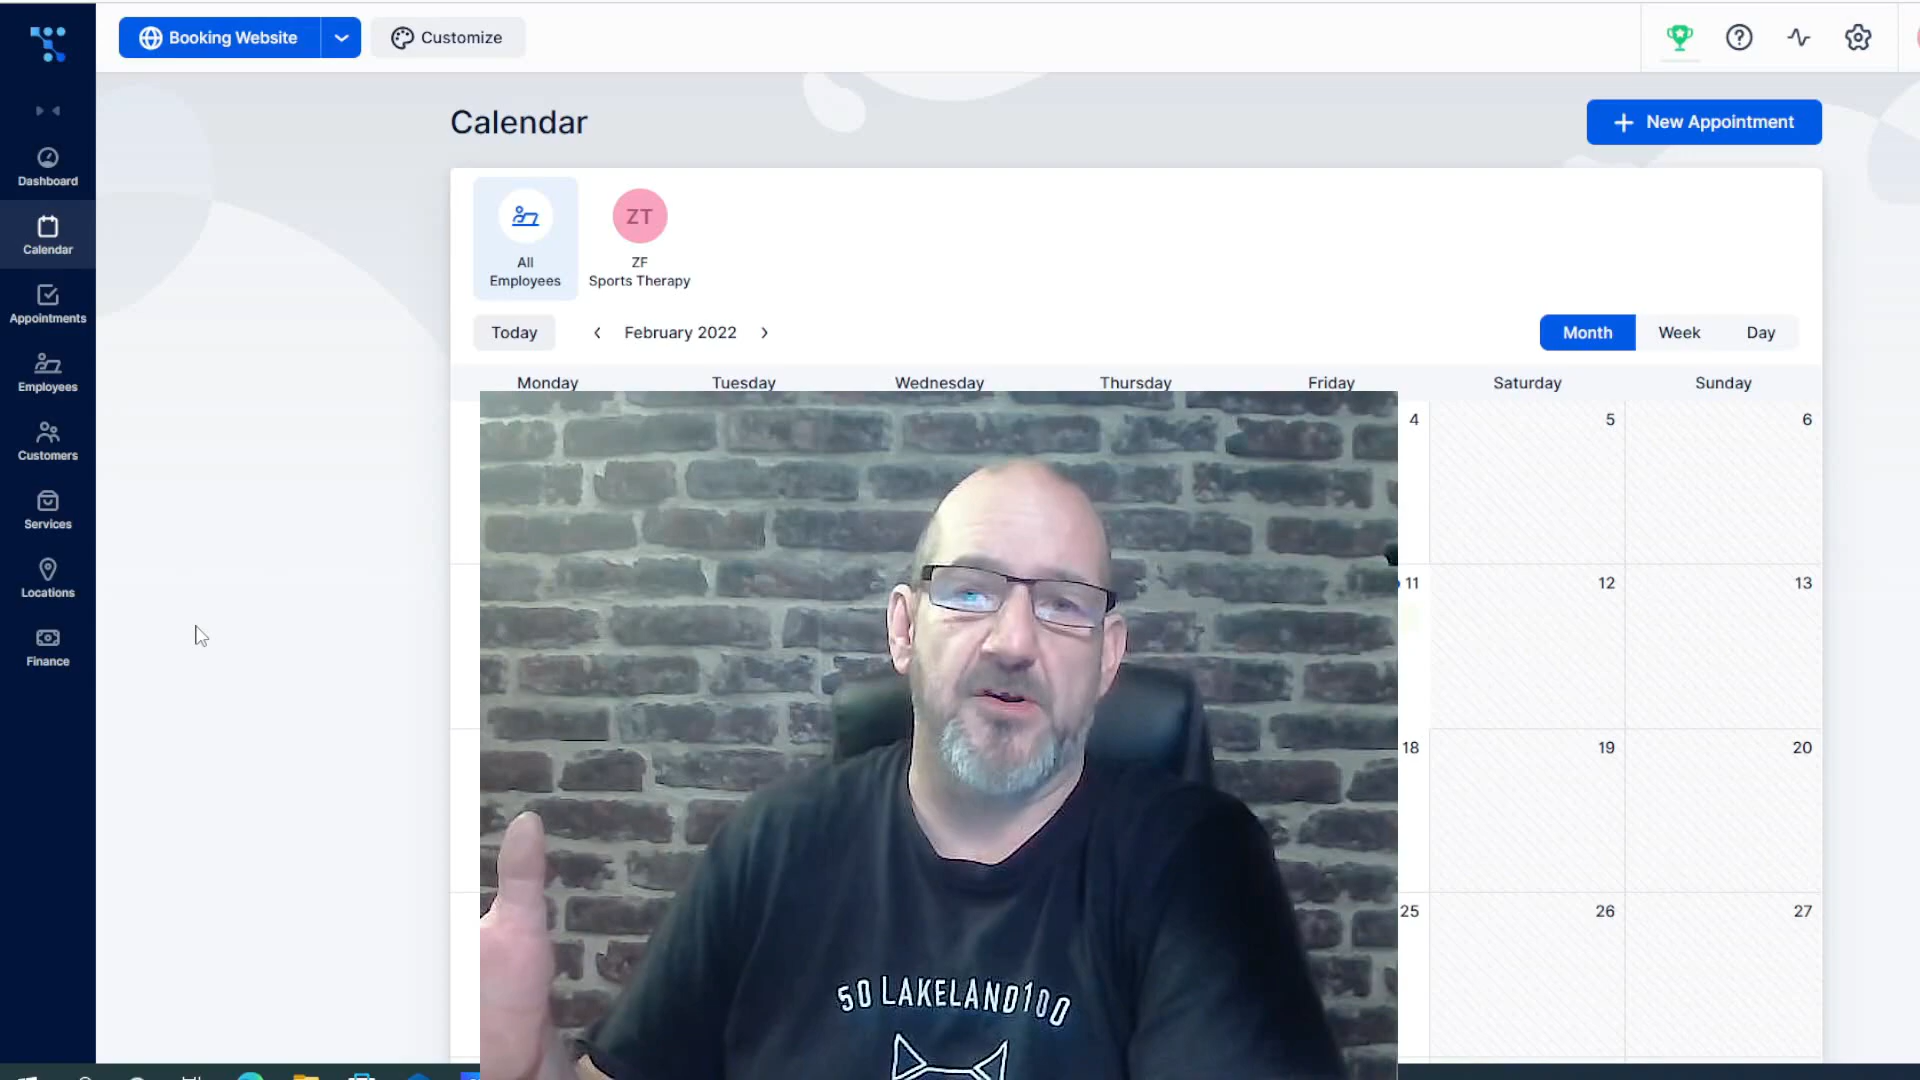 Booking Website
Customize
Calendar
New Appointment
Dashboard
Calendar
Appointments
Employees
Customers
Services
Locations
Finance
All
Employees
ZT
ZF
Sports Therapy
Today
February 2022
Month
Week
Day
Monday
Tuesday
Wednesday
Thursday
Friday
Saturday
Sunday
4
5
6
11
12
13
18
19
20
25
26
27
50 LAKELAND100